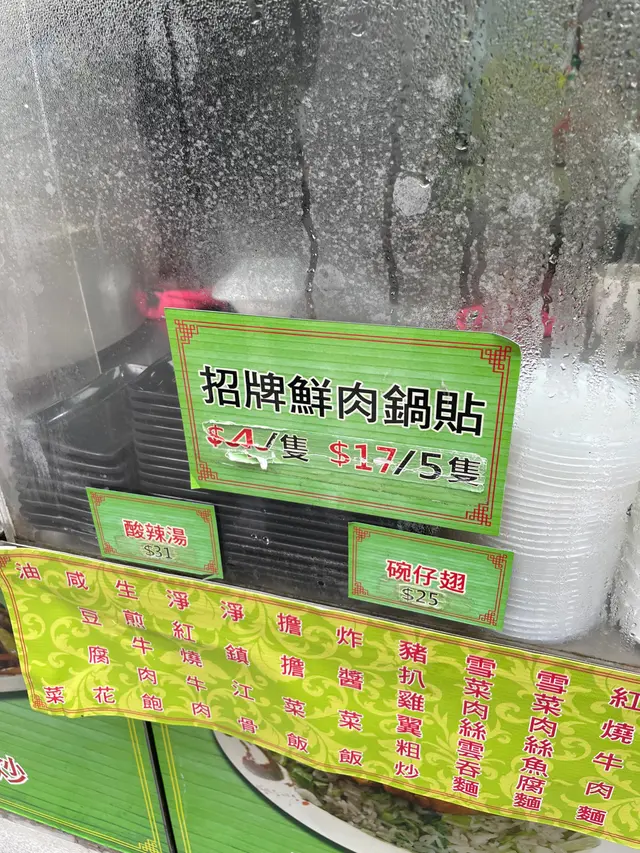 招牌鮮肉鍋貼
$4/隻 $17/5隻
酸辣湯
$31
碗仔翅
$25
油菜
咸豆腐花
生煎牛肉飽
淨紅燒牛肉
淨鎮江骨
擔擔菜飯
炸醬菜飯
豬扒雞翼粗炒
雪菜肉絲雲吞麵
雪菜肉絲魚腐麵
紅燒牛肉麵
炒